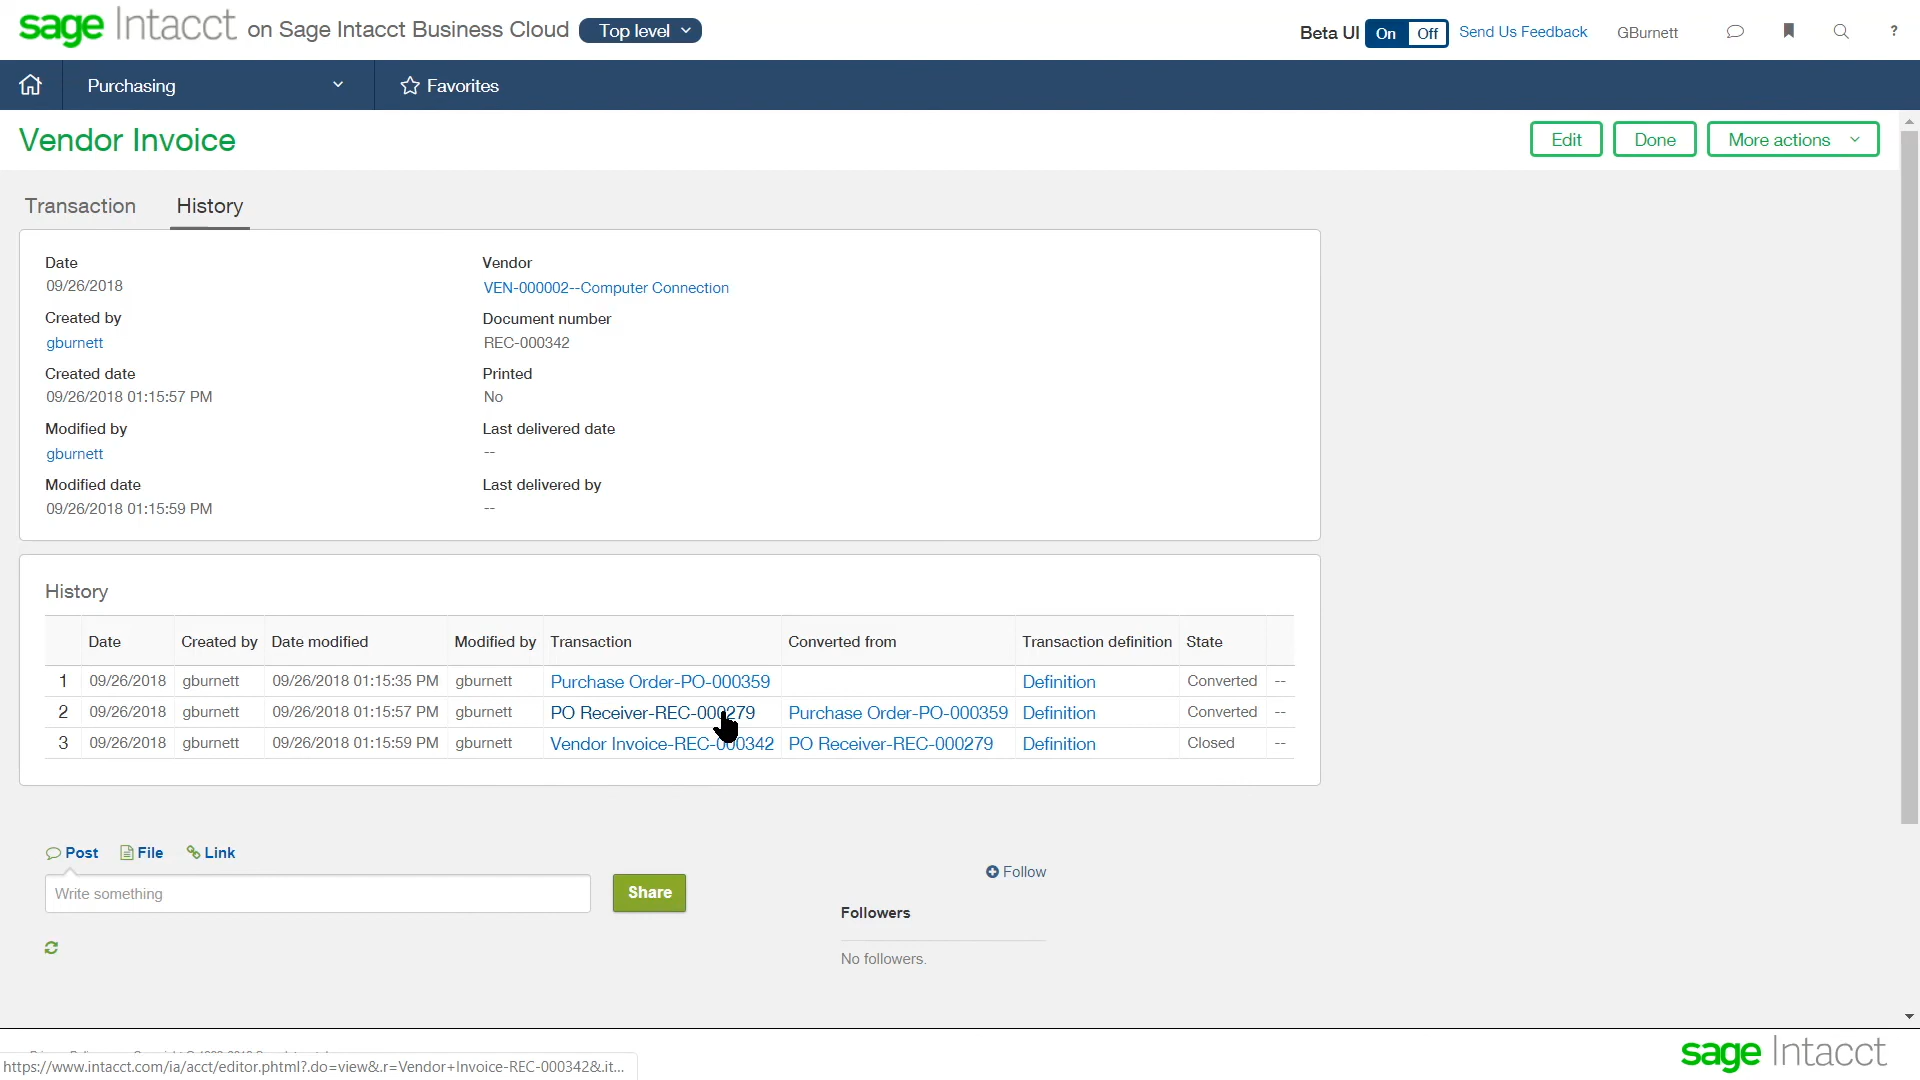 sage Intacct on Sage Intacct Business Cloud Top level Beta UI On Off Send Us Feedback GBurnett ?
Purchasing Favorites
Vendor Invoice Edit Done More actions
Transaction History
Date Vendor
09/26/2018 VEN-000002--Computer Connection
Created by Document number
gburnett REC-000342
Created date Printed
09/26/2018 01:15:57 PM No
Modified by Last delivered date
gburnett --
Modified date Last delivered by
09/26/2018 01:15:59 PM --
History
Date Created by Date modified Modified by Transaction Converted from Transaction definition State
1 09/26/2018 gburnett 09/26/2018 01:15:35 PM gburnett Purchase Order-PO-000359 Definition Converted --
2 09/26/2018 gburnett 09/26/2018 01:15:57 PM gburnett PO Receiver-REC-000279 Purchase Order-PO-000359 Definition Converted --
3 09/26/2018 gburnett 09/26/2018 01:15:59 PM gburnett Vendor Invoice-REC-000342 PO Receiver-REC-000279 Definition Closed --
Post File Link
Follow
Write something Share
Followers
No followers.
sage Intacct
https://www.intacct.com/ia/acct/editor.phtml?.do=view&.r=Vendor+Invoice-REC-000342&.it...